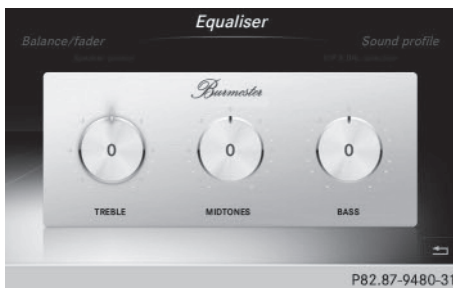 Equaliser
Balance/fader
Sound profile
Burmester
0
0
0
TREBLE
MIDTONES
BASS
P82.87-9480-31